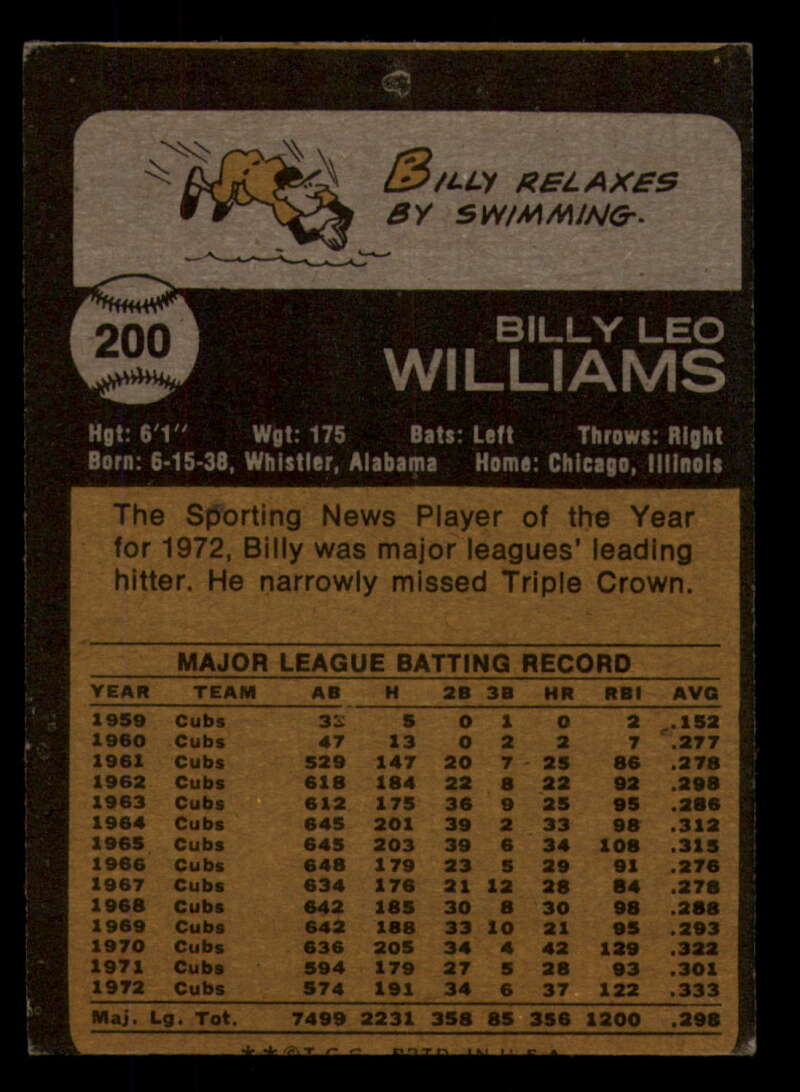 BILLY RELAXES
BY SWIMMING.
200
BILLY LEO
WILLIAMS
Hgt: 6'1" Wgt: 175 Bats: Left Throws: Right
Born: 6-15-38, Whistler, Alabama Home: Chicago, Illinois
The Sporting News Player of the Year
for 1972, Billy was major leagues' leading
hitter. He narrowly missed Triple Crown.
MAJOR LEAGUE BATTING RECORD
YEAR TEAM AB H 2B 3B HR RBI AVG
1959 Cubs 33 5 0 1 0 2 .152
1960 Cubs 47 13 0 2 2 7 .277
1961 Cubs 529 147 20 7 25 86 .278
1962 Cubs 618 184 22 8 22 92 .298
1963 Cubs 612 175 36 9 25 95 .286
1964 Cubs 645 201 39 2 33 98 .312
1965 Cubs 645 203 39 6 34 108 .315
1966 Cubs 648 179 23 5 29 91 .276
1967 Cubs 634 176 21 12 28 84 .278
1968 Cubs 642 185 30 8 30 98 .288
1969 Cubs 642 188 33 10 21 95 .293
1970 Cubs 636 205 34 4 42 129 .322
1971 Cubs 594 179 27 5 28 93 .301
1972 Cubs 574 191 34 6 37 122 .333
Maj. Lg. Tot. 7499 2231 358 85 356 1200 .298
**©T.C.G. PRTD. IN U.S.A.